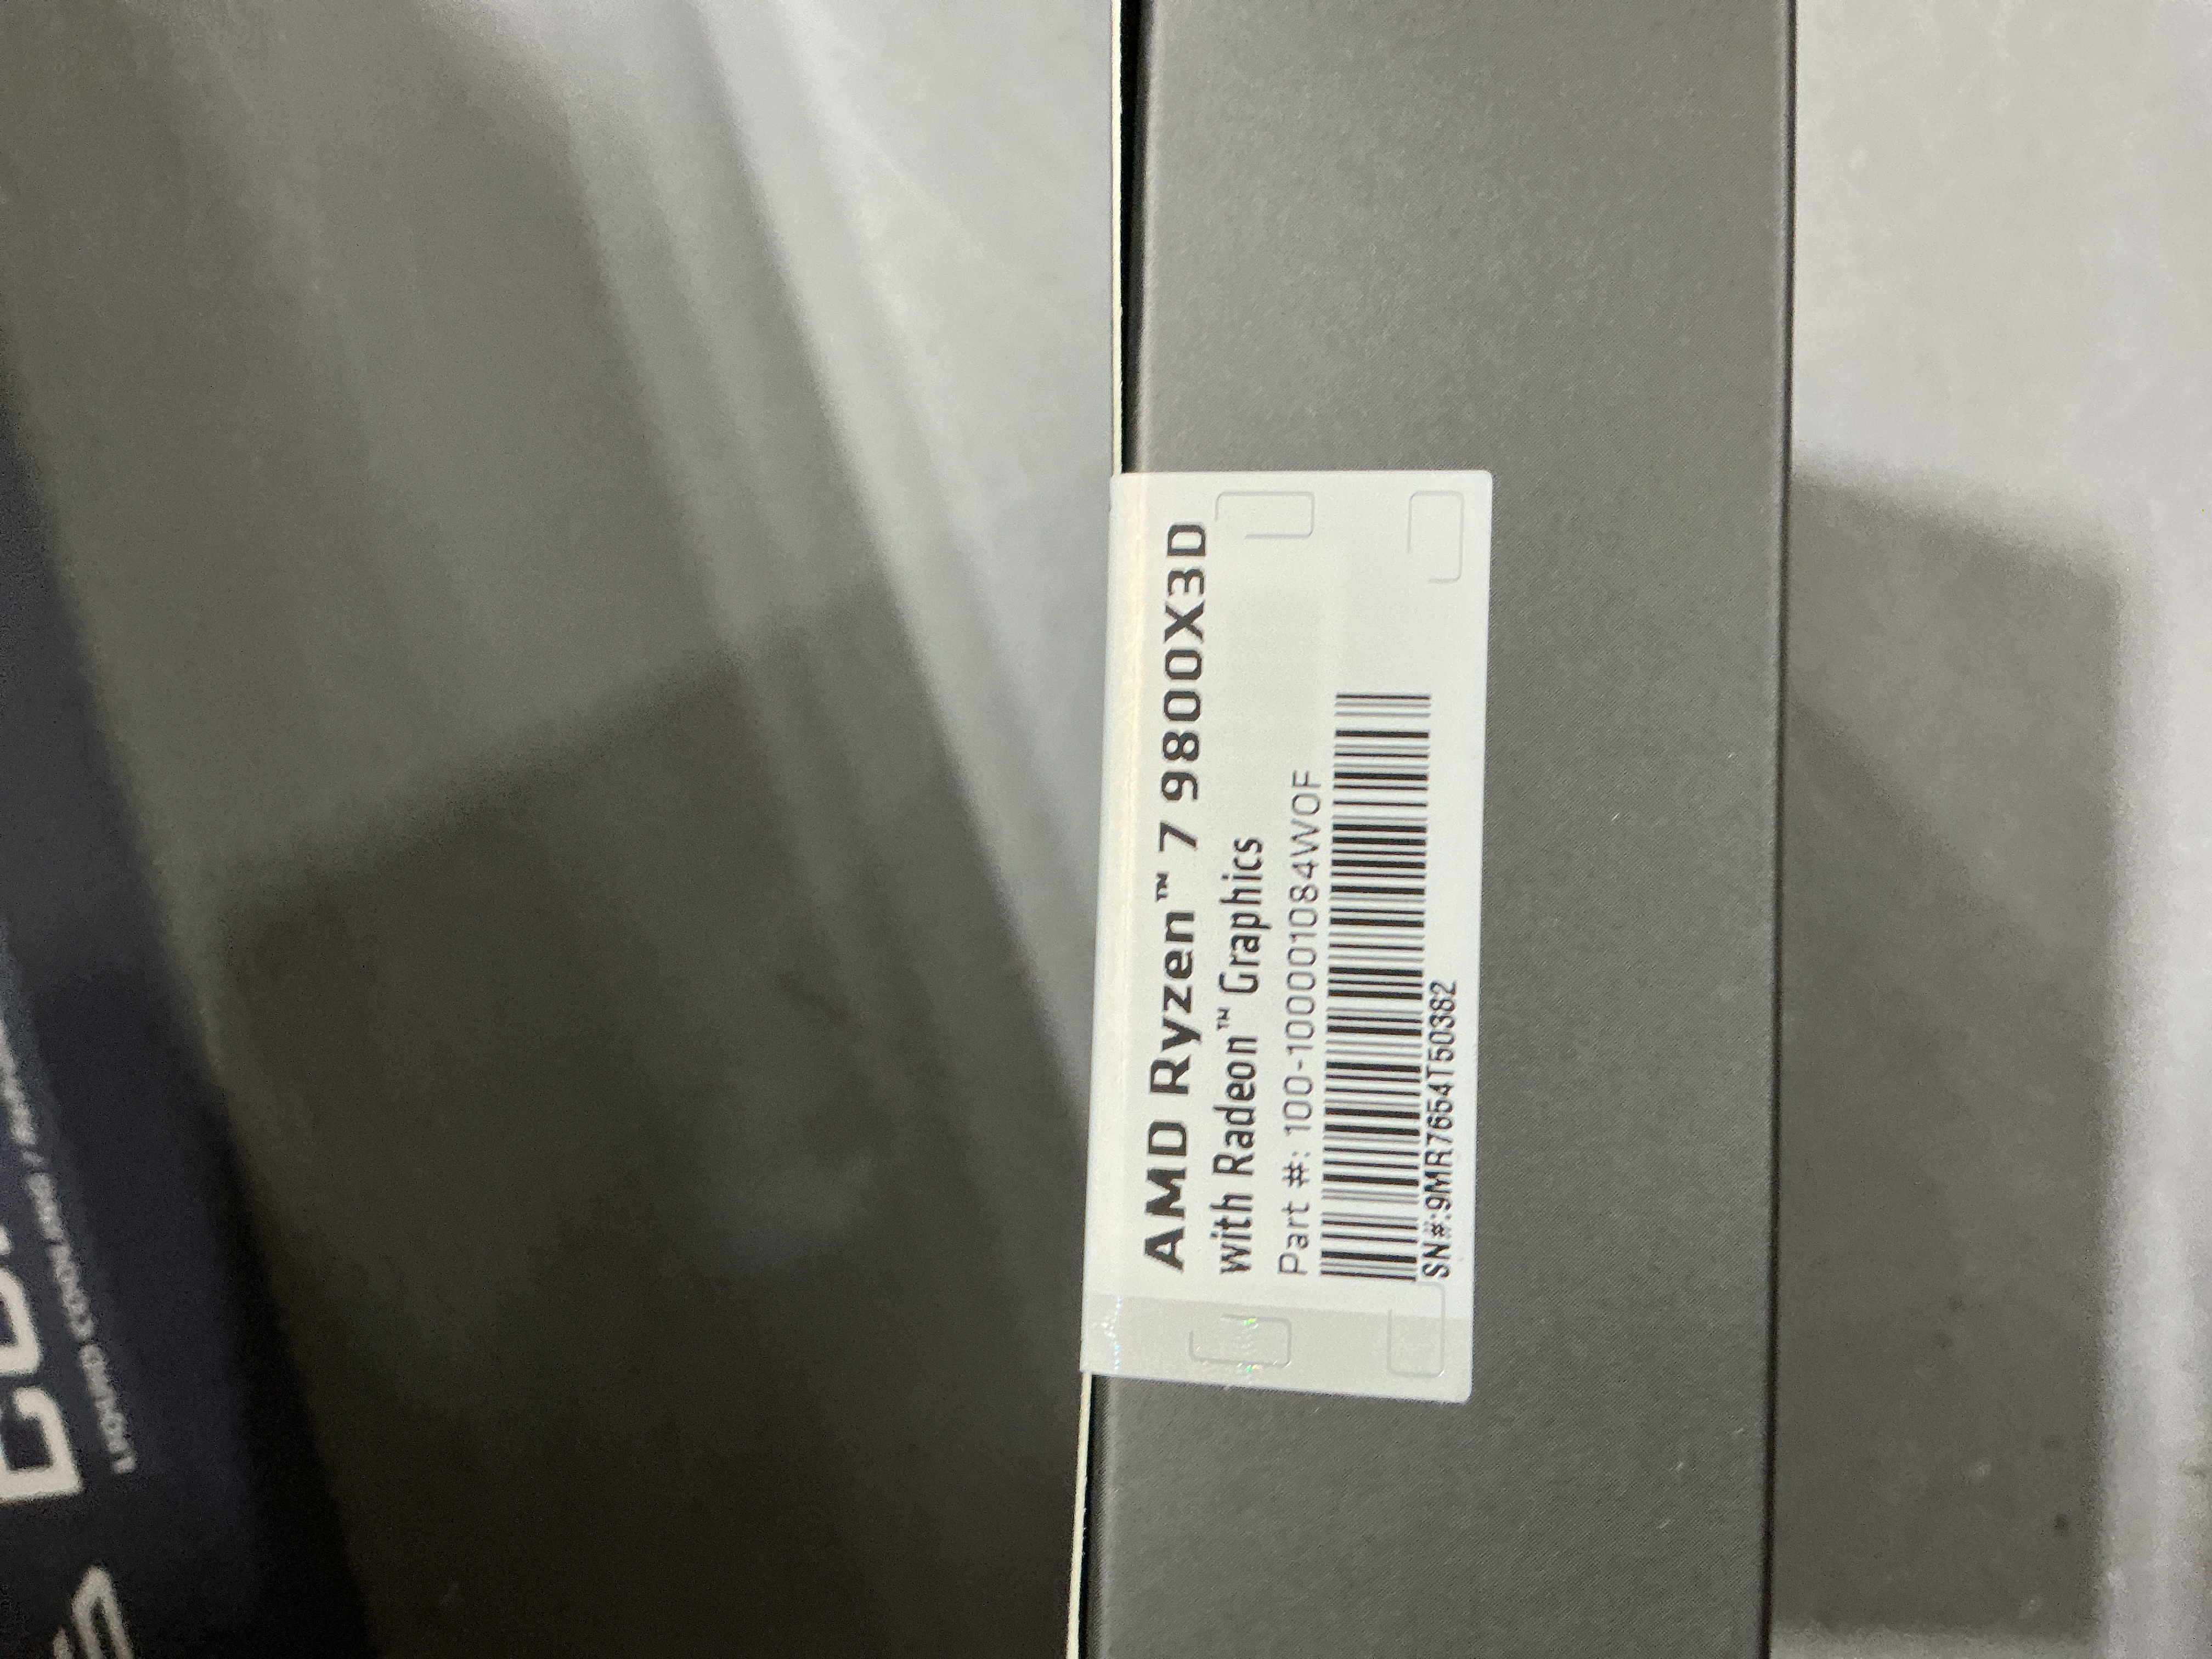 AMD Ryzen™ 7 9800X3D
with Radeon™ Graphics
Part #: 100-100001084WOF
SN#:9MR7654T50382